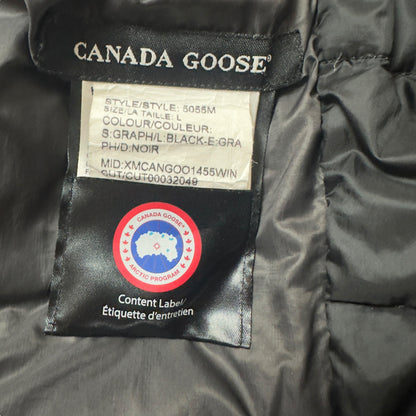 CANADA GOOSE®
STYLE/STYLE: 5055M
SIZE/LA TAILLE: L
COLOUR/COULEUR:
S:GRAPH/L:BLACK-E:GRA
PH/D:NOIR
MID:XMCANGOO1455WIN
CUT/CUT00032049
CANADA GOOSE
ARCTIC PROGRAM
Content Label/
Étiquette d'entretien